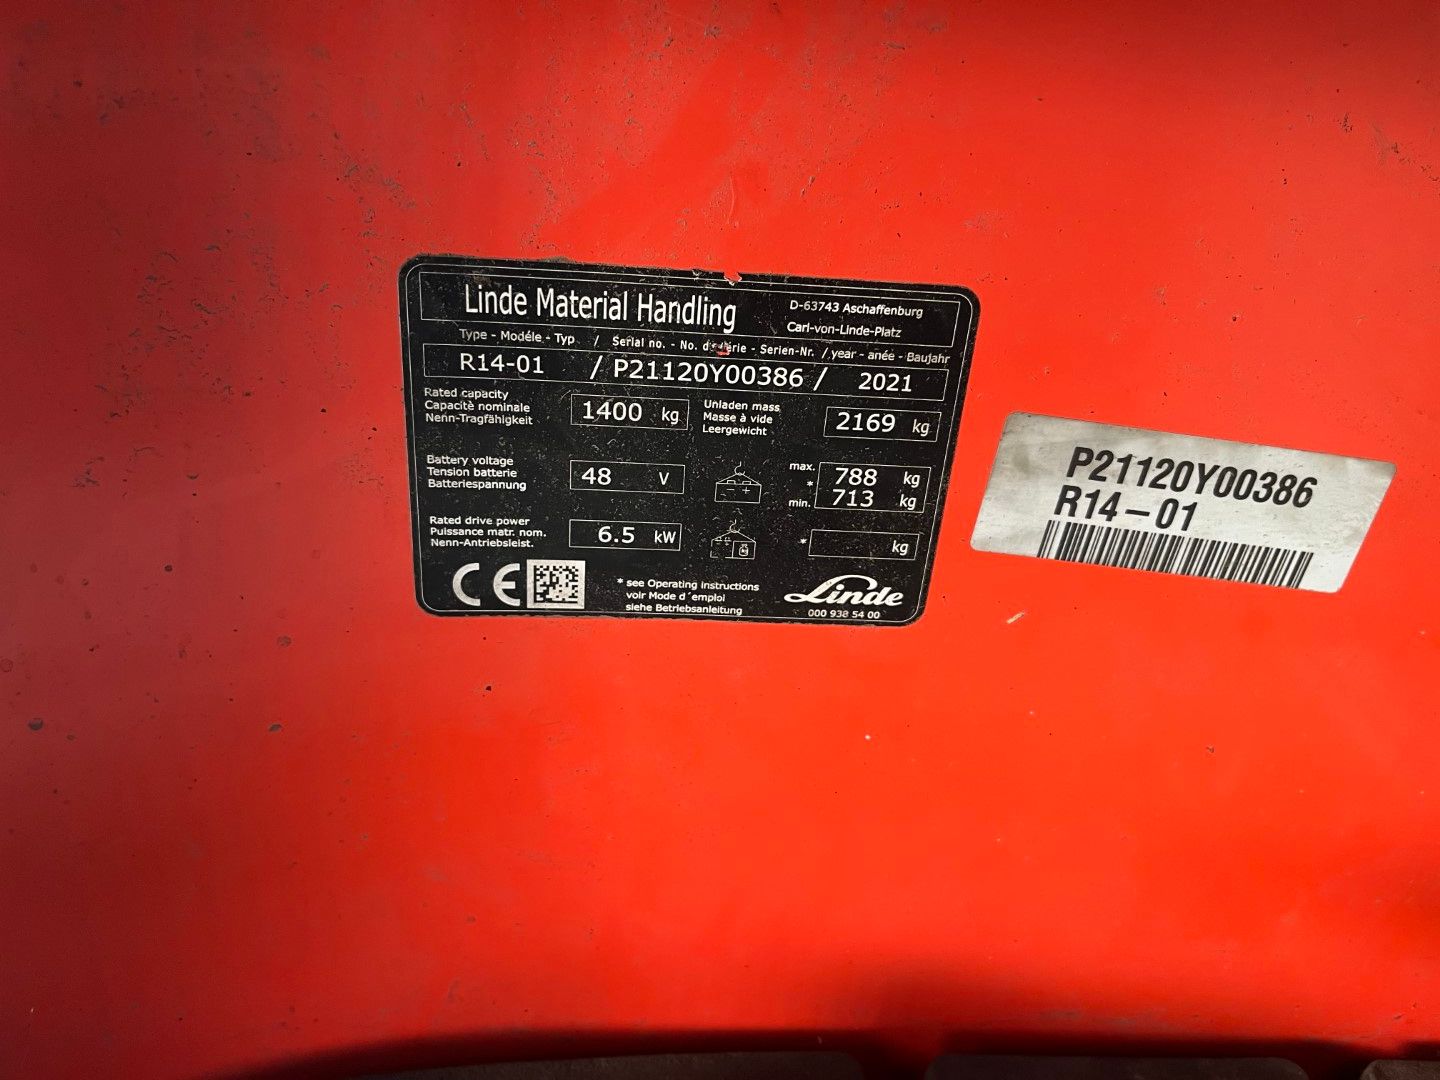 Linde Material Handling
D-63743 Aschaffenburg
Carl-von-Linde-Platz
Type - Modéle - Typ / Serial no. - No. de série - Serien-Nr. / year - anée - Baujahr
R14-01 / P21120Y00386 / 2021
Rated capacity
Capacitè nominale
Nenn-Tragfähigkeit
1400 kg
Unladen mass
Masse à vide
Leergewicht
2169 kg
Battery voltage
Tension batterie
Batteriespannung
48 V
max. 788 kg
*
min. 713 kg
Rated drive power
Puissance matr. nom.
Nenn-Antriebsleist.
6.5 kW
* kg
CE
* see Operating instructions
voir Mode d´emploi
siehe Betriebsanleitung
Linde
000 938 54 00
P21120Y00386
R14-01